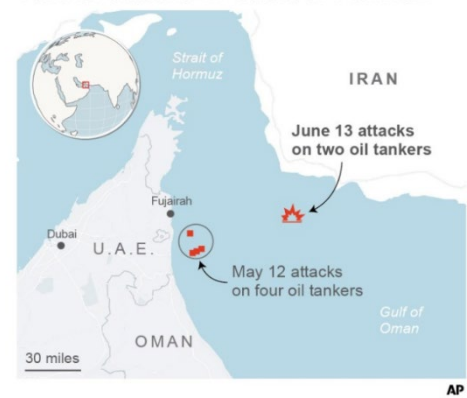 Strait of
Hormuz
IRAN
June 13 attacks
on two oil tankers
Fujairah
Dubai
U.A.E.
May 12 attacks
on four oil tankers
Gulf of
Oman
OMAN
30 miles
AP